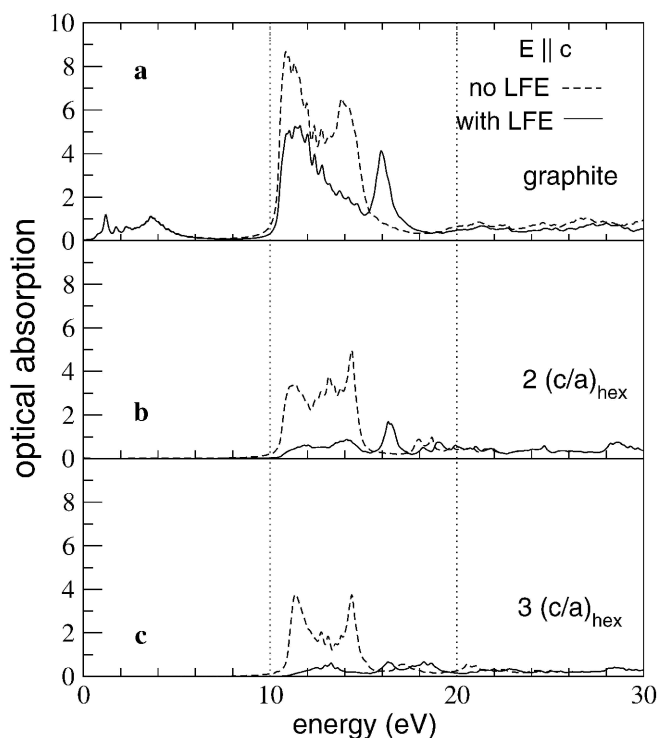 10
a
E || c
no LFE
with LFE
graphite
8
6
4
2
0
optical absorption
b
2 (c/a)hex
8
6
4
2
0
c
3 (c/a)hex
8
6
4
2
0
0
10
20
30
energy (eV)